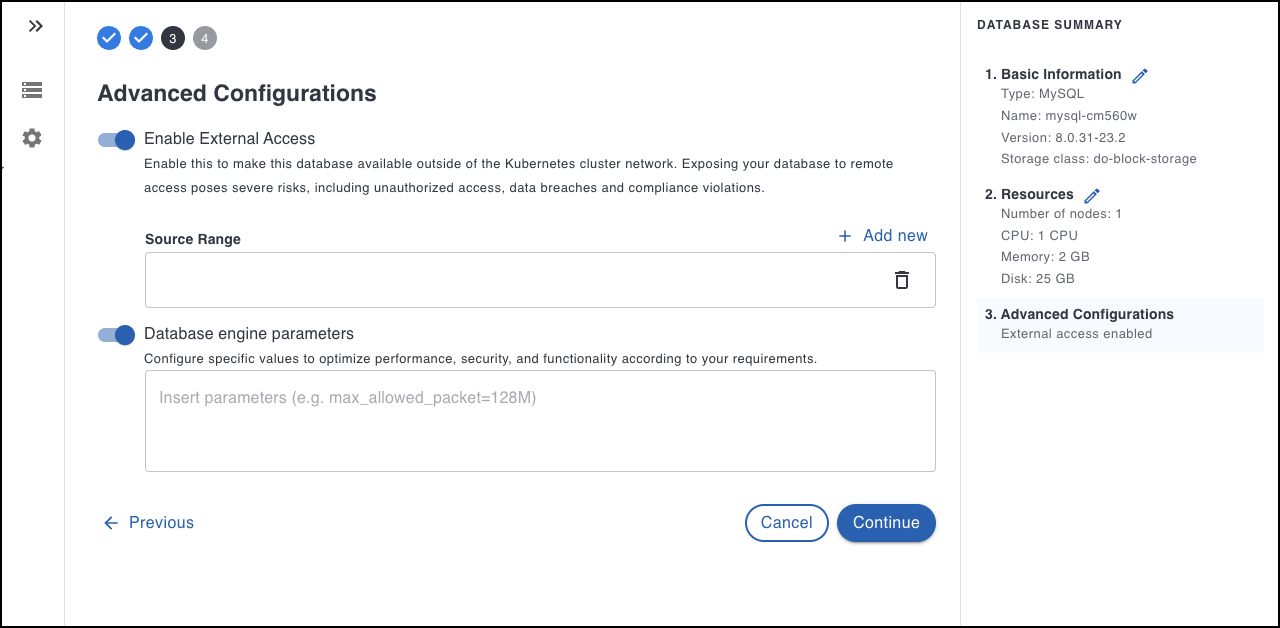 3
4
Advanced Configurations
Enable External Access
Enable this to make this database available outside of the Kubernetes cluster network. Exposing your database to remote
access poses severe risks, including unauthorized access, data breaches and compliance violations.
Source Range
+ Add new
Database engine parameters
Configure specific values to optimize performance, security, and functionality according to your requirements.
Insert parameters (e.g. max_allowed_packet=128M)
← Previous
Cancel
Continue
DATABASE SUMMARY
1. Basic Information
Type: MySQL
Name: mysql-cm560w
Version: 8.0.31-23.2
Storage class: do-block-storage
2. Resources
Number of nodes: 1
CPU: 1 CPU
Memory: 2 GB
Disk: 25 GB
3. Advanced Configurations
External access enabled